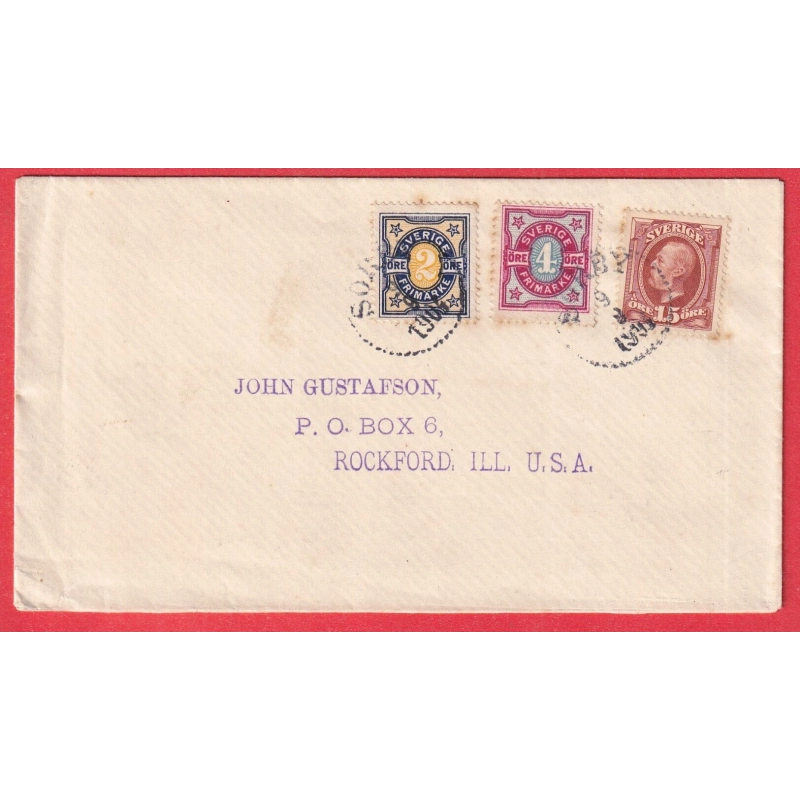 SVERIGE
ÖRE 2 ÖRE
FRIMÄRKE
SVERIGE
ÖRE 4 ÖRE
FRIMÄRKE
SVERIGE
ÖRE 15 ÖRE
JOHN GUSTAFSON,
P. O. BOX 6,
ROCKFORD, ILL. U.S.A.